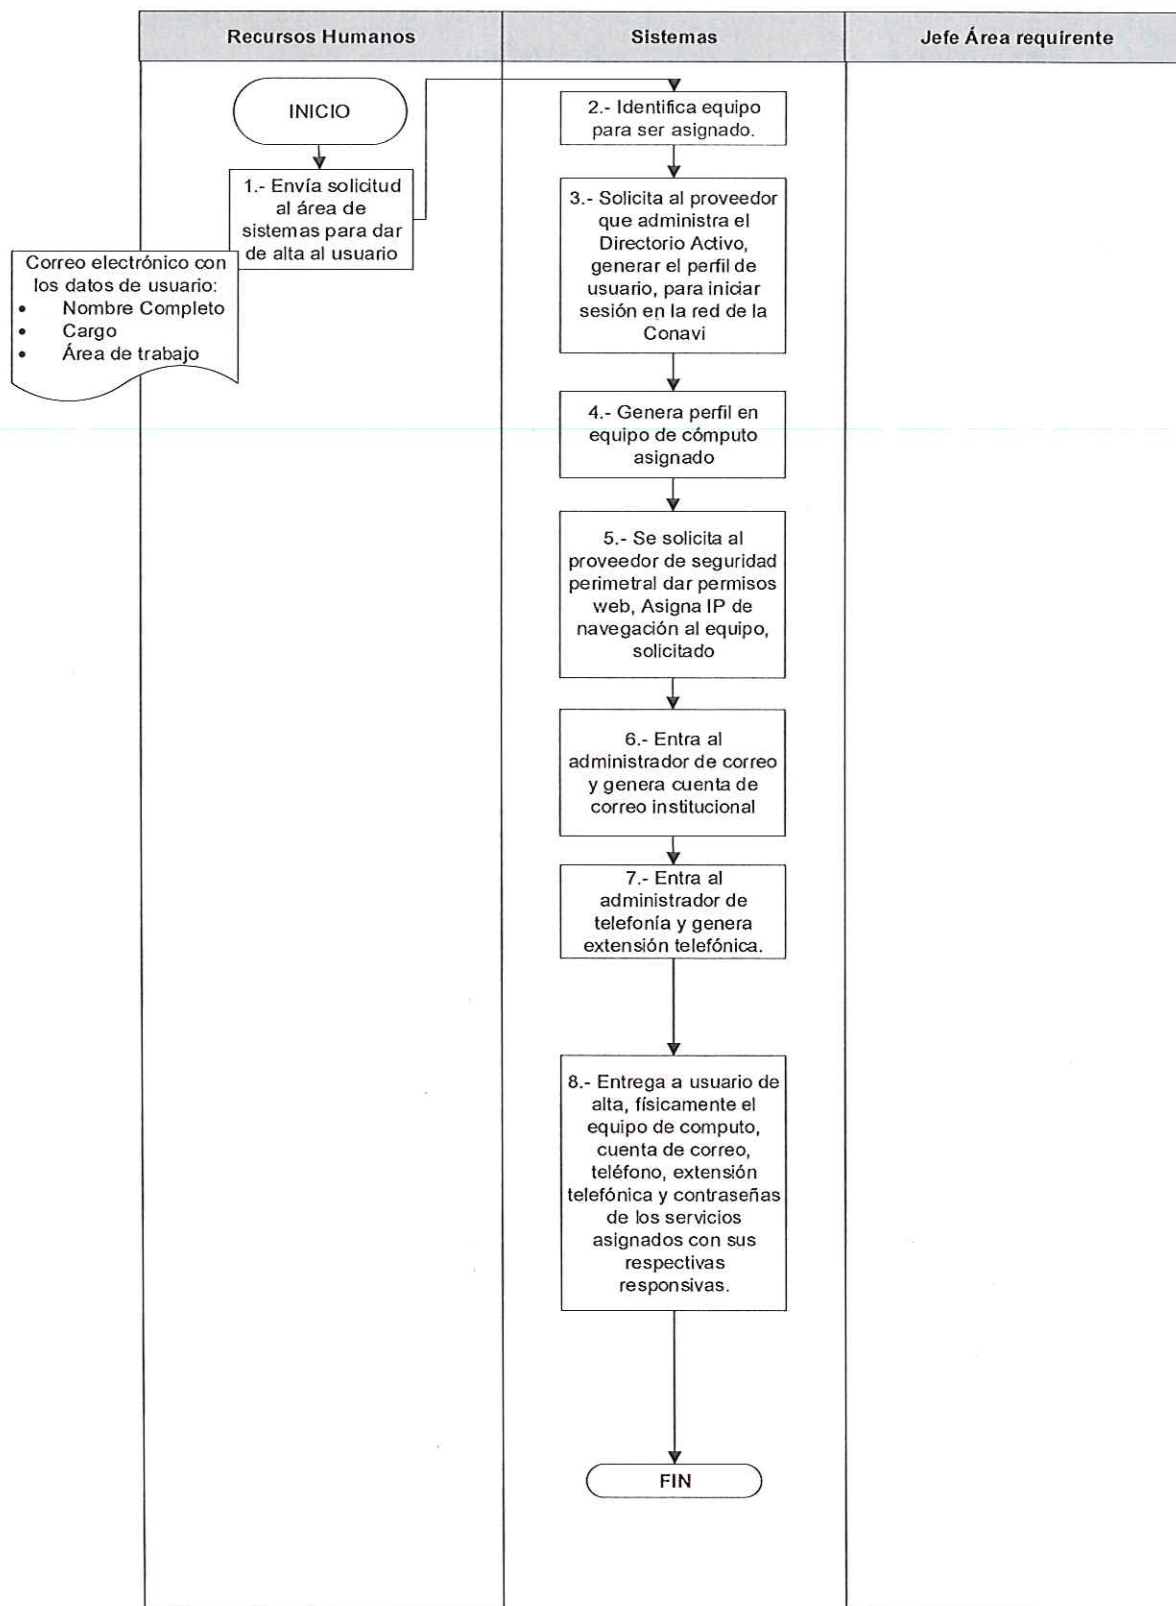 Recursos Humanos
Sistemas
Jefe Área requirente
INICIO
1.- Envía solicitud
al área de
sistemas para dar
de alta al usuario
Correo electrónico con
los datos de usuario:
• Nombre Completo
• Cargo
• Área de trabajo
2.- Identifica equipo
para ser asignado.
3.- Solicita al proveedor
que administra el
Directorio Activo,
generar el perfil de
usuario, para iniciar
sesión en la red de la
Conavi
4.- Genera perfil en
equipo de cómputo
asignado
5.- Se solicita al
proveedor de seguridad
perimetral dar permisos
web, Asigna IP de
navegación al equipo,
solicitado
6.- Entra al
administrador de correo
y genera cuenta de
correo institucional
7.- Entra al
administrador de
telefonía y genera
extensión telefónica.
8.- Entrega a usuario de
alta, físicamente el
equipo de computo,
cuenta de correo,
teléfono, extensión
telefónica y contraseñas
de los servicios
asignados con sus
respectivas
responsivas.
FIN